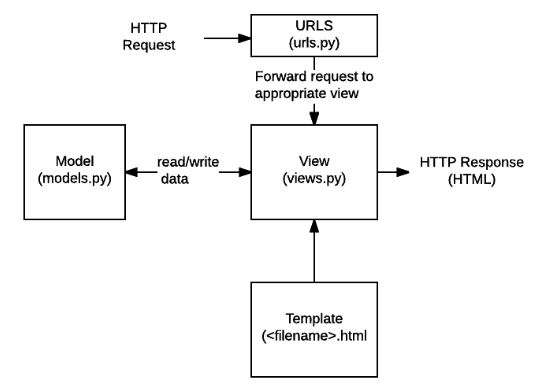 HTTP
Request
URLS
(urls.py)
Forward request to
appropriate view
Model
(models.py)
read/write
data
View
(views.py)
HTTP Response
(HTML)
Template
(<filename>.html